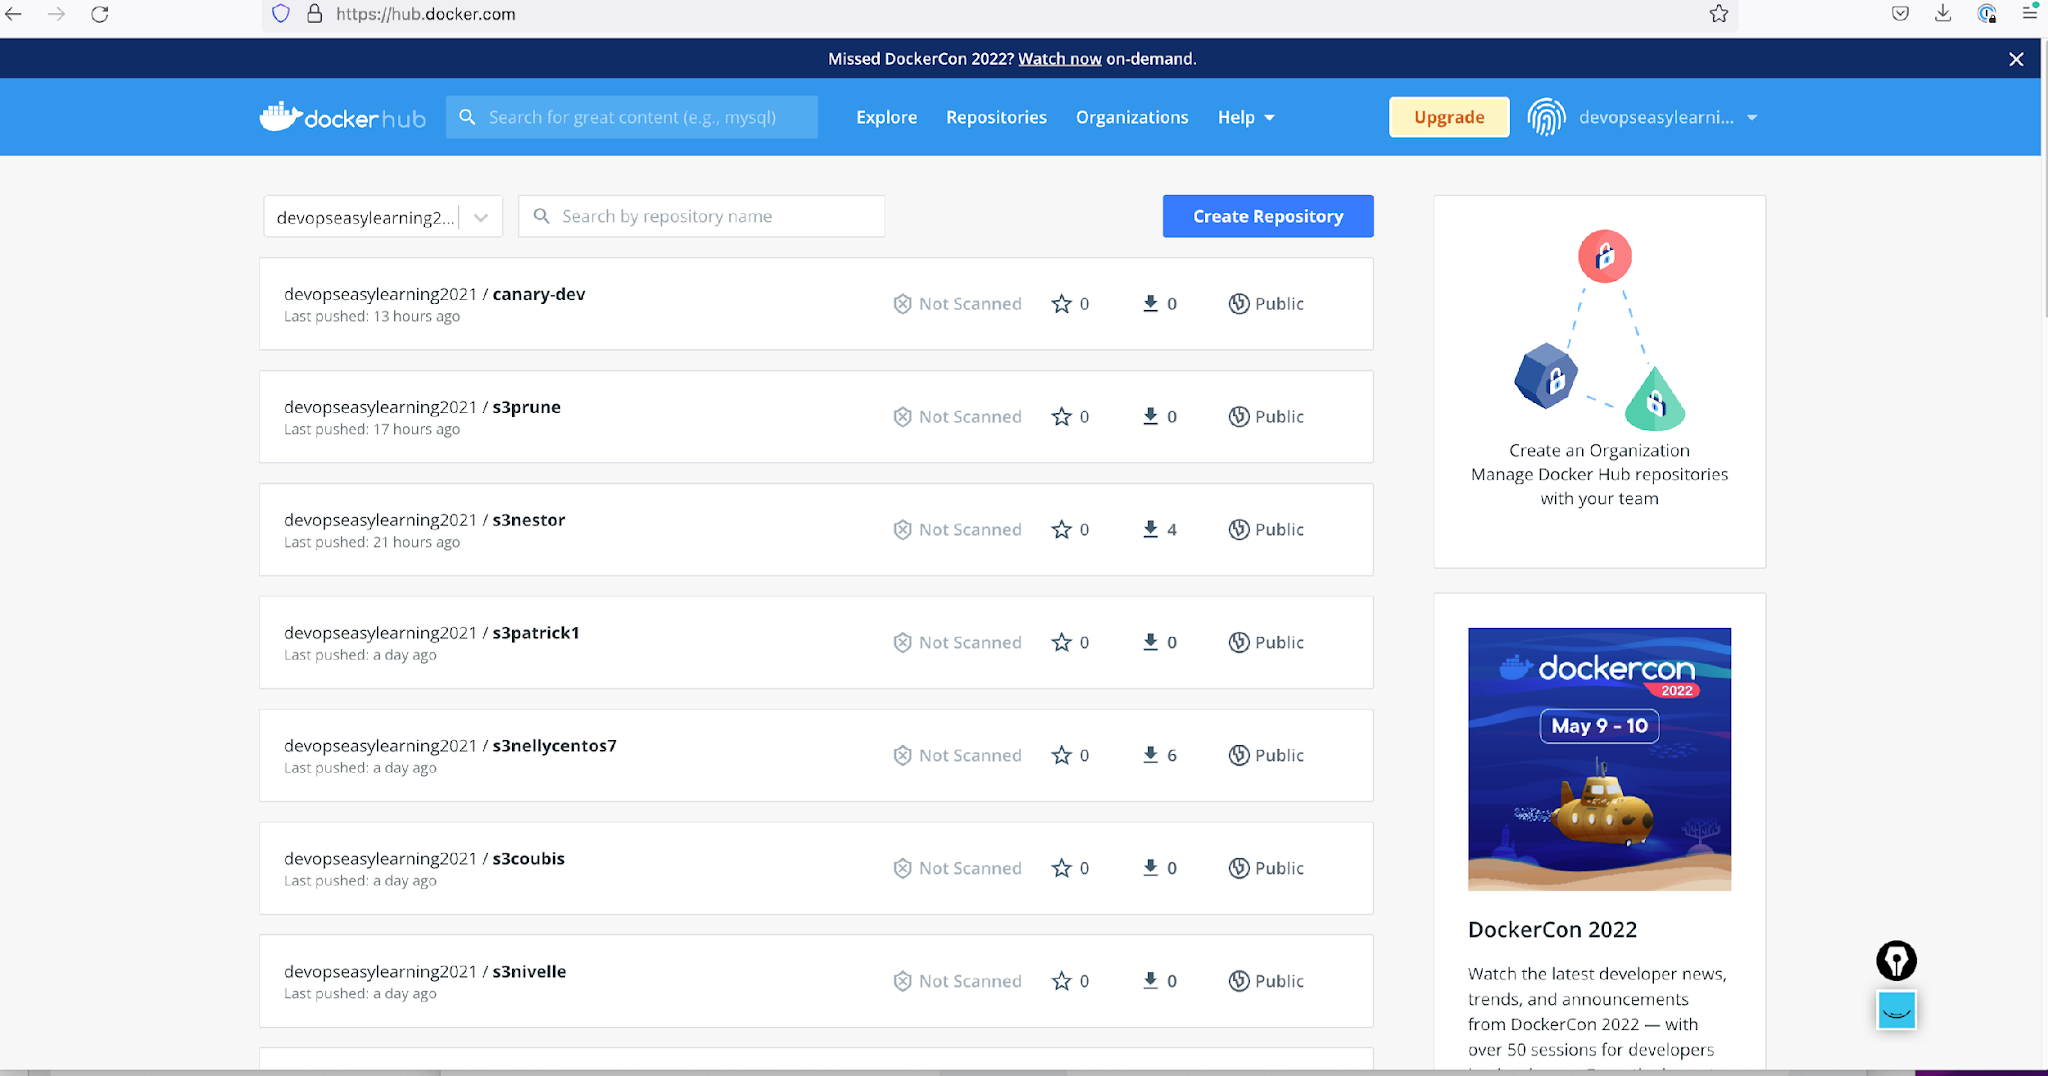 https://hub.docker.com
Missed DockerCon 2022? Watch now on-demand.
docker hub
Search for great content (e.g., mysql)
Explore
Repositories
Organizations
Help
Upgrade
devopseasylearni...
devopseasylearning2...
Search by repository name
Create Repository
devopseasylearning2021 / canary-dev
Last pushed: 13 hours ago
Not Scanned
0
0
Public
devopseasylearning2021 / s3prune
Last pushed: 17 hours ago
Not Scanned
0
0
Public
devopseasylearning2021 / s3nestor
Last pushed: 21 hours ago
Not Scanned
0
4
Public
devopseasylearning2021 / s3patrick1
Last pushed: a day ago
Not Scanned
0
0
Public
devopseasylearning2021 / s3nellycentos7
Last pushed: a day ago
Not Scanned
0
6
Public
devopseasylearning2021 / s3coubis
Last pushed: a day ago
Not Scanned
0
0
Public
devopseasylearning2021 / s3nivelle
Last pushed: a day ago
Not Scanned
0
0
Public
Create an Organization
Manage Docker Hub repositories
with your team
dockercon
2022
May 9 - 10
DockerCon 2022
Watch the latest developer news,
trends, and announcements
from DockerCon 2022 — with
over 50 sessions for developers